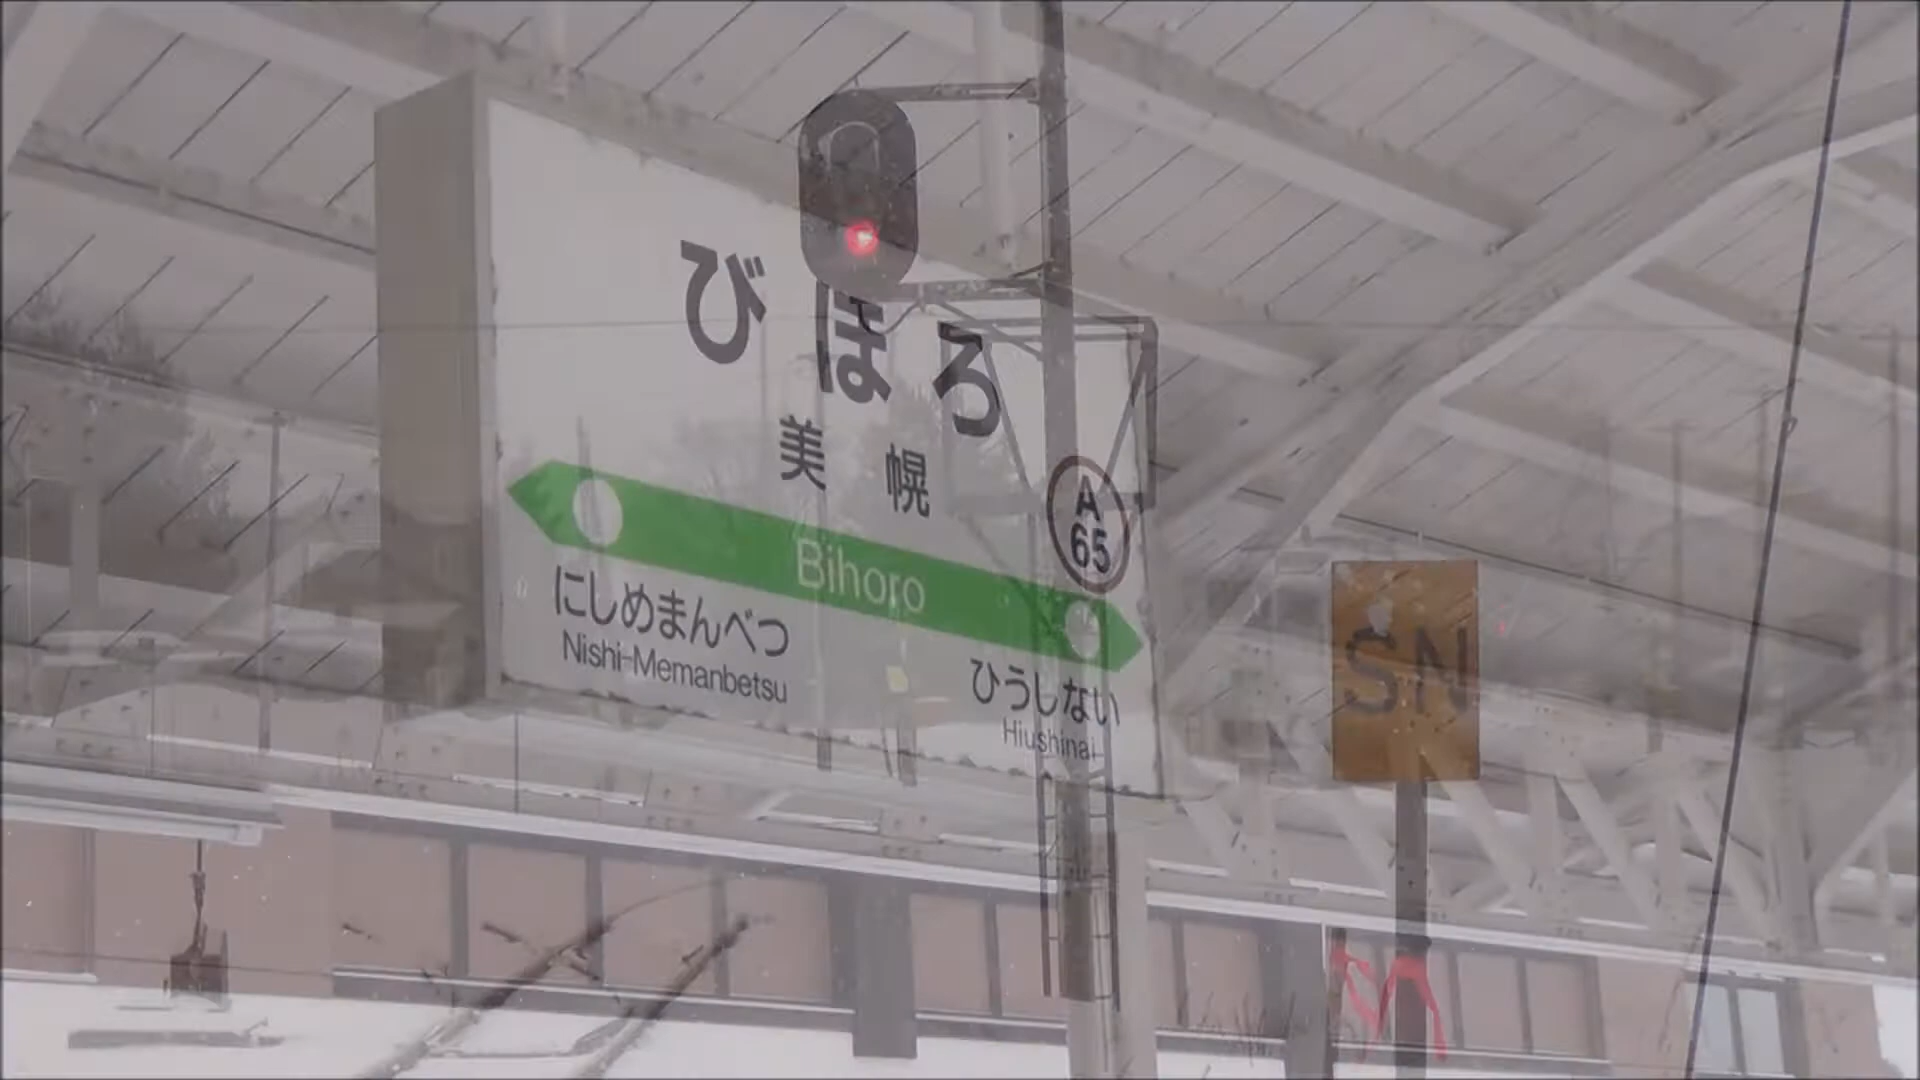 びほろ
美幌
A
65
Bihoro
にしめまんべつ
Nishi-Memanbetsu
ひうしない
Hiushinai
SN